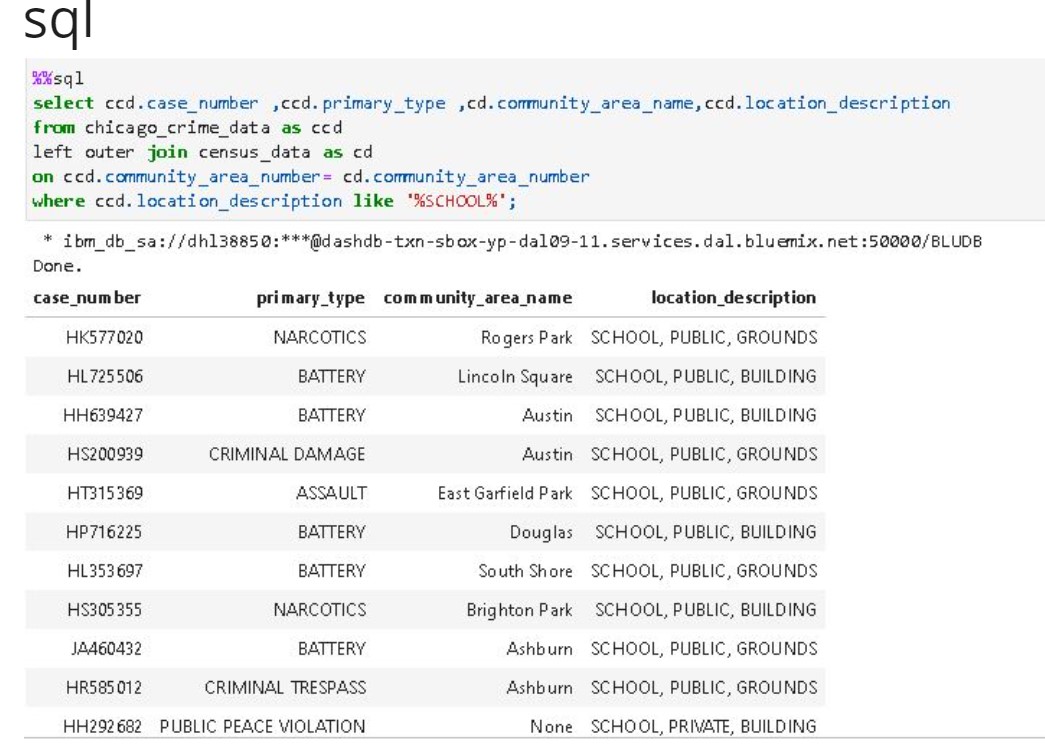 sql
%%sql
select ccd.case_number ,ccd.primary_type ,cd.community_area_name,ccd.location_description
from chicago_crime_data as ccd
left outer join census_data as cd
on ccd.community_area_number= cd.community_area_number
where ccd.location_description like '%SCHOOL%';
* ibm_db_sa://dhl38850:***@dashdb-txn-sbox-yp-dal09-11.services.dal.bluemix.net:50000/BLUDB
Done.
case_number primary_type community_area_name location_description
HK577020 NARCOTICS Rogers Park SCHOOL, PUBLIC, GROUNDS
HL725506 BATTERY Lincoln Square SCHOOL, PUBLIC, BUILDING
HH639427 BATTERY Austin SCHOOL, PUBLIC, BUILDING
HS200939 CRIMINAL DAMAGE Austin SCHOOL, PUBLIC, GROUNDS
HT315369 ASSAULT East Garfield Park SCHOOL, PUBLIC, GROUNDS
HP716225 BATTERY Douglas SCHOOL, PUBLIC, BUILDING
HL353697 BATTERY South Shore SCHOOL, PUBLIC, GROUNDS
HS305355 NARCOTICS Brighton Park SCHOOL, PUBLIC, BUILDING
JA460432 BATTERY Ashburn SCHOOL, PUBLIC, GROUNDS
HR585012 CRIMINAL TRESPASS Ashburn SCHOOL, PUBLIC, GROUNDS
HH292682 PUBLIC PEACE VIOLATION None SCHOOL, PRIVATE, BUILDING